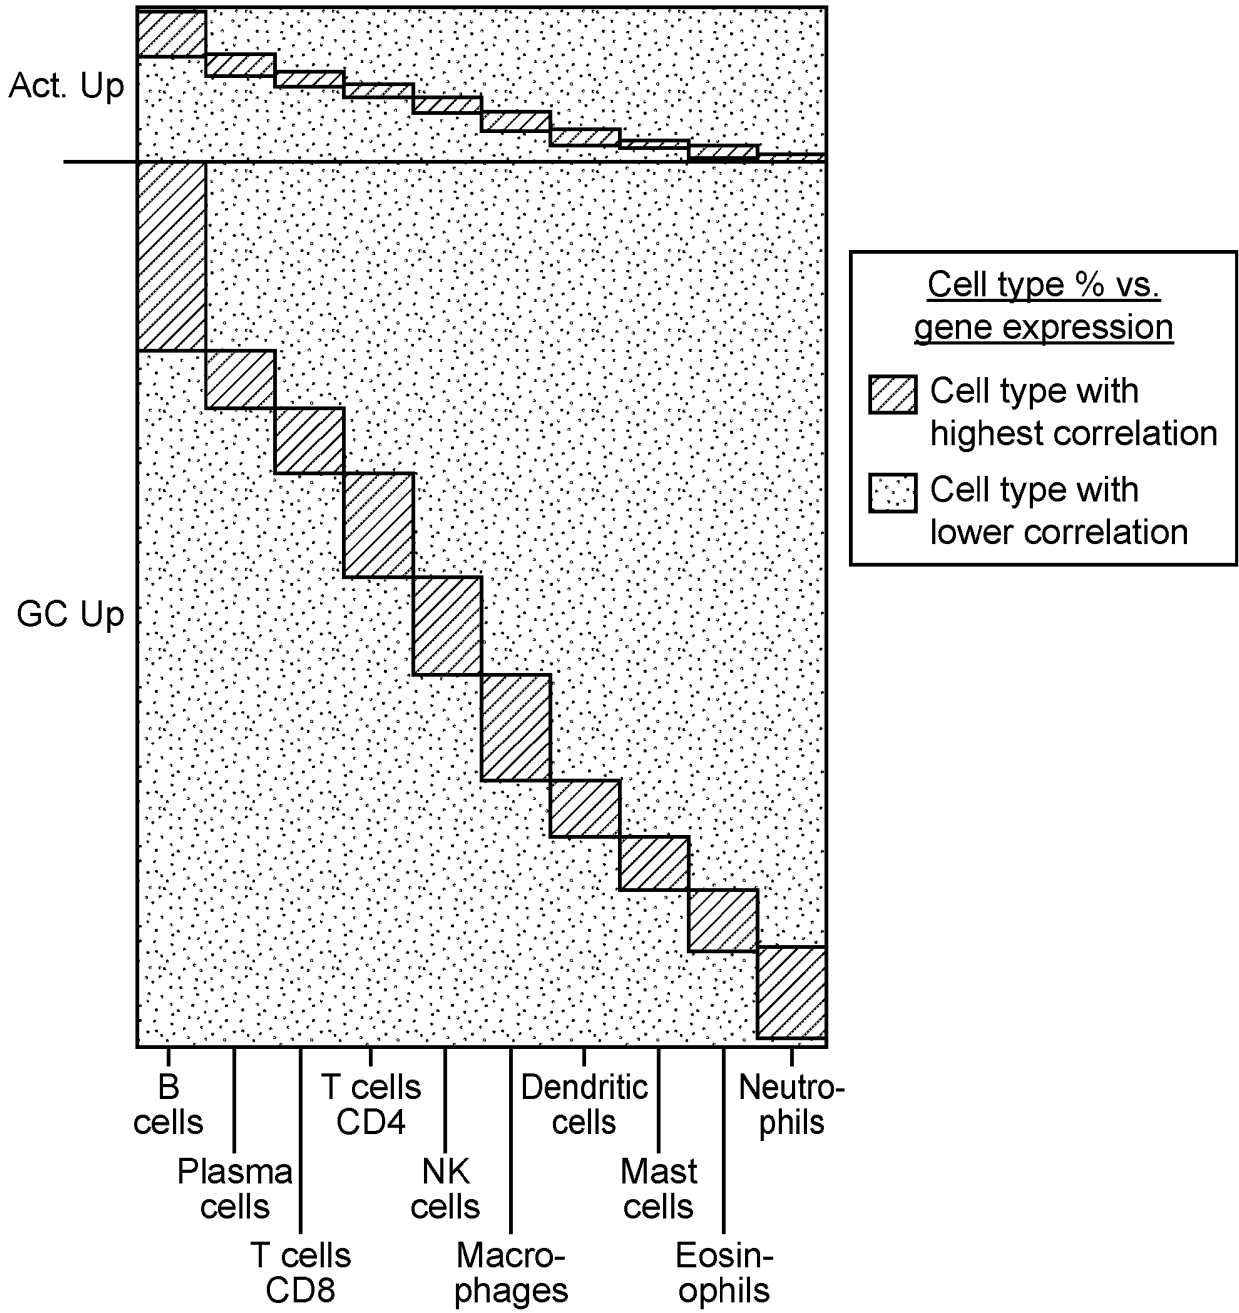 Act. Up
GC Up
Cell type % vs.
gene expression
Cell type with
highest correlation
Cell type with
lower correlation
B
cells
Plasma
cells
T cells
CD8
T cells
CD4
NK
cells
Macro-
phages
Dendritic
cells
Mast
cells
Eosin-
ophils
Neutro-
phils